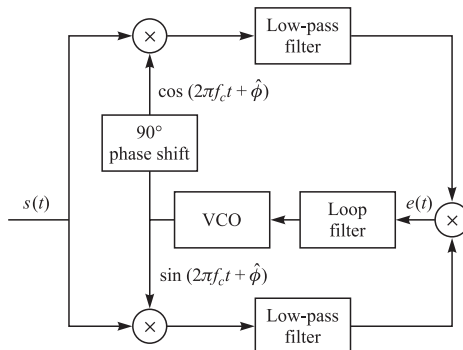 Low-pass
filter
×
cos (2πf_c t + φ̂)
90°
phase shift
s(t)
VCO
Loop
filter
e(t)
×
sin (2πf_c t + φ̂)
×
Low-pass
filter